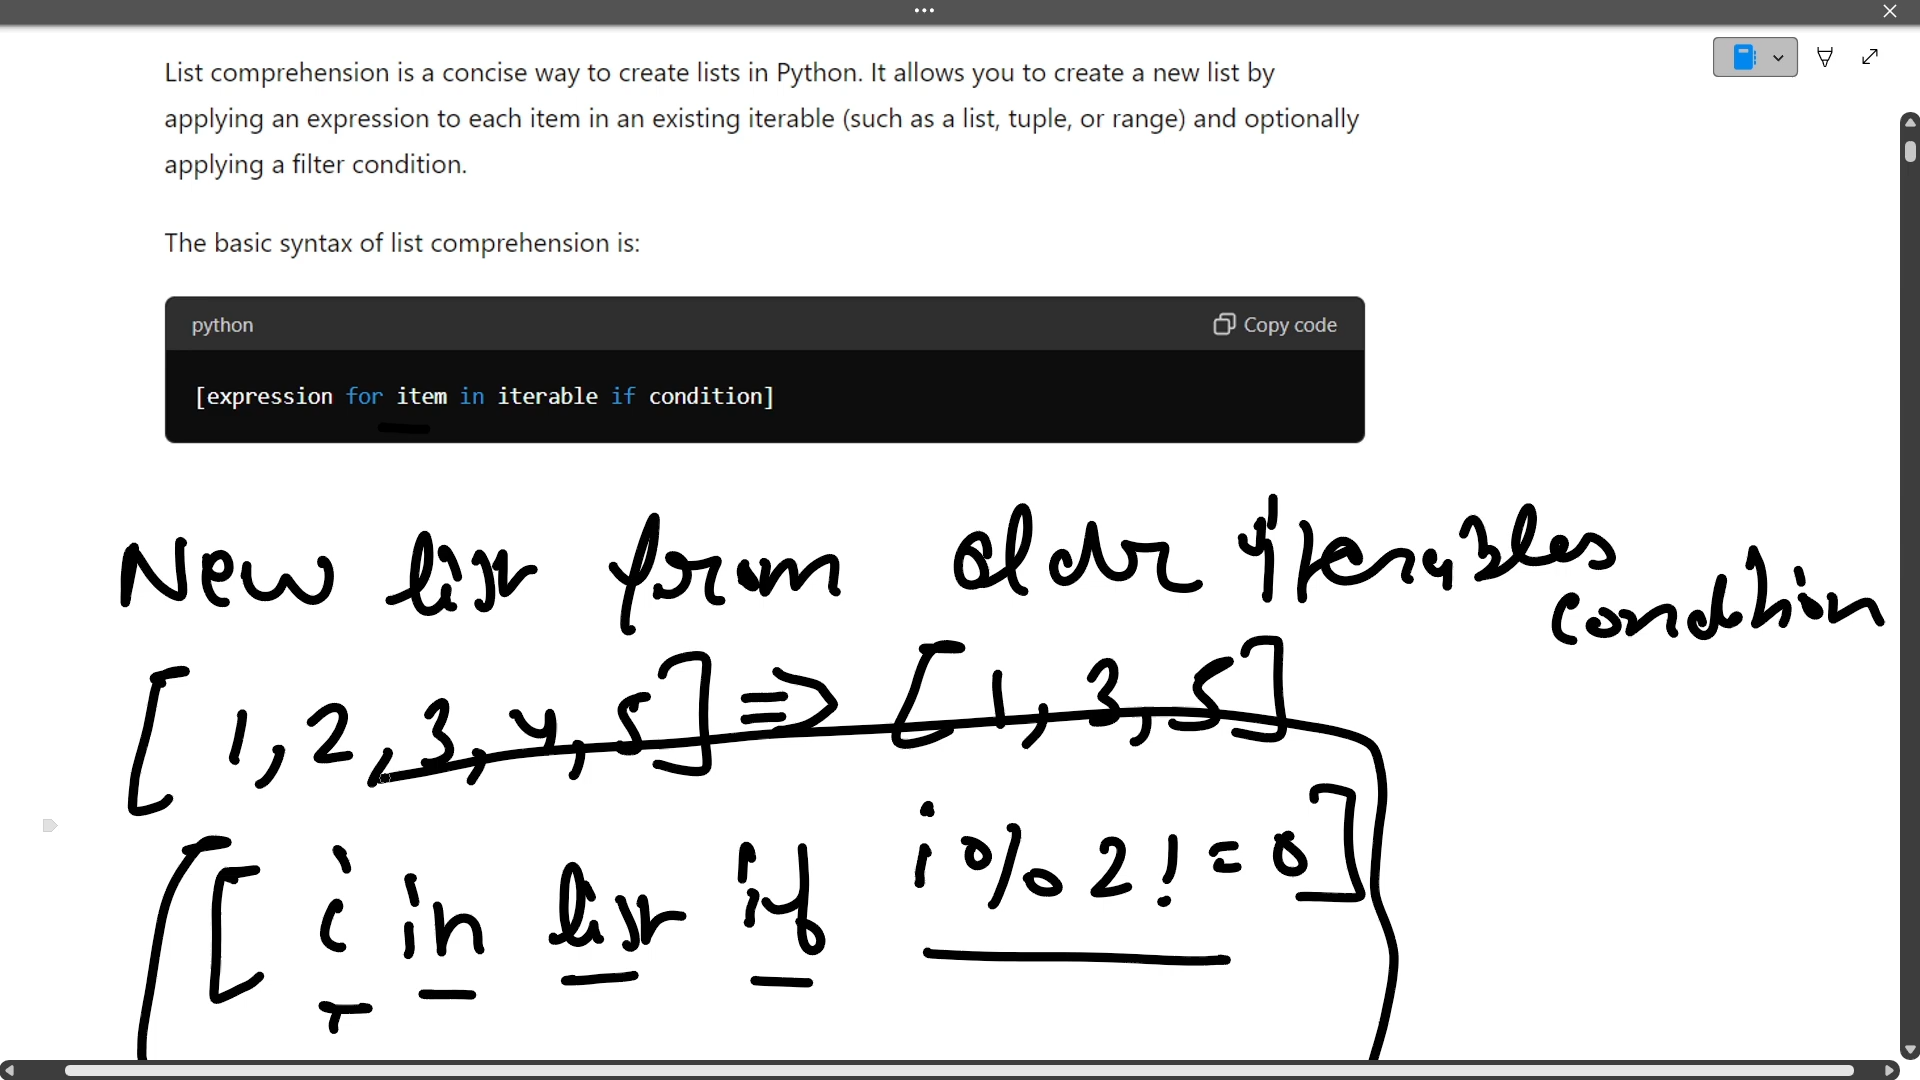 List comprehension is a concise way to create lists in Python. It allows you to create a new list by
applying an expression to each item in an existing iterable (such as a list, tuple, or range) and optionally
applying a filter condition.
The basic syntax of list comprehension is:
python
Copy code
[expression for item in iterable if condition]
New list from older iterables
condition
[1,2,3,4,5] => [1,3,5]
[i in list if i%2!=0]